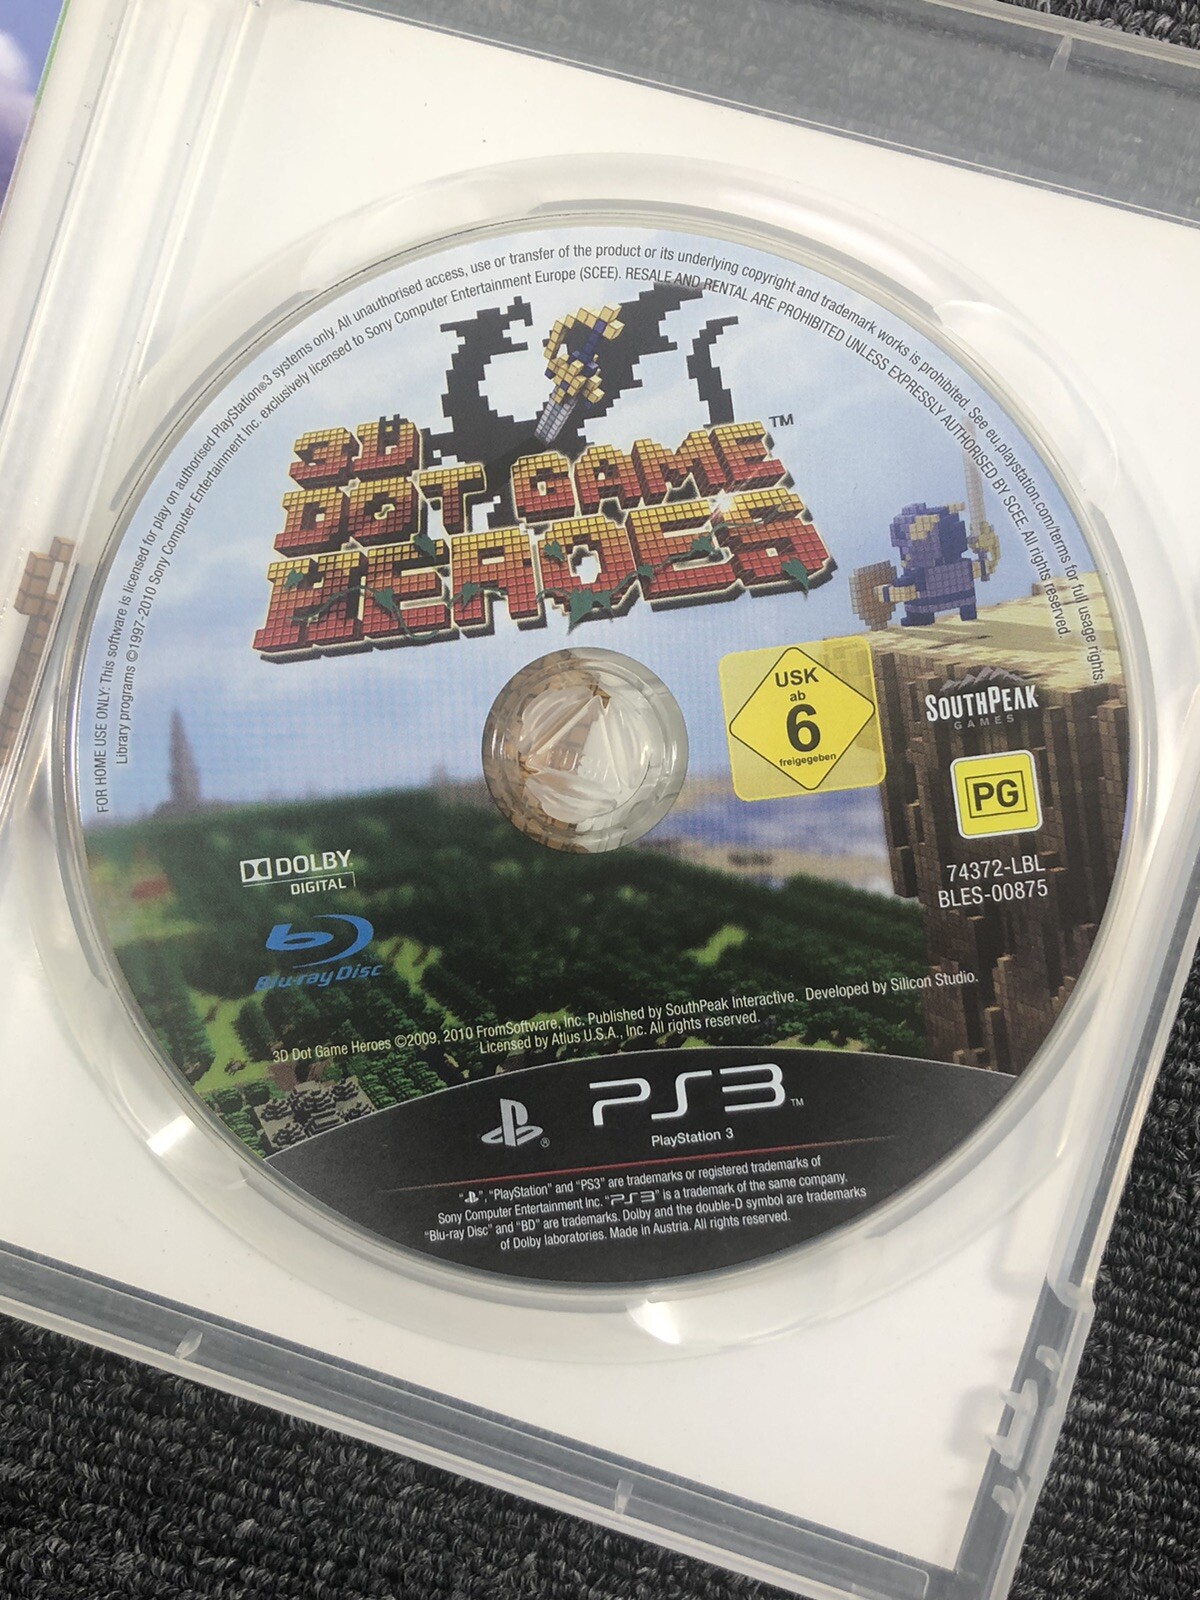 FOR HOME USE ONLY: This software is licensed for play on authorised PlayStation®3 systems only. All unauthorised access, use or transfer of the product or its underlying copyright and trademark works is prohibited. See eu.playstation.com/terms for full usage rights.
Library programs ©1997-2010 Sony Computer Entertainment Inc. exclusively licensed to Sony Computer Entertainment Europe (SCEE). RESALE AND RENTAL ARE PROHIBITED UNLESS EXPRESSLY AUTHORISED BY SCEE. All rights reserved.
3D
DOT GAME™
HEROES
USK
ab
6
freigegeben
SOUTHPEAK
GAMES
PG
74372-LBL
BLES-00875
DOLBY
DIGITAL
Blu-ray Disc
3D Dot Game Heroes ©2009, 2010 FromSoftware, Inc. Published by SouthPeak Interactive. Developed by Silicon Studio.
Licensed by Atlus U.S.A., Inc. All rights reserved.
PS3™
®
PlayStation 3
" ", "PlayStation" and "PS3" are trademarks or registered trademarks of
Sony Computer Entertainment Inc. "PS3" is a trademark of the same company.
"Blu-ray Disc" and "BD" are trademarks. Dolby and the double-D symbol are trademarks
of Dolby laboratories. Made in Austria. All rights reserved.